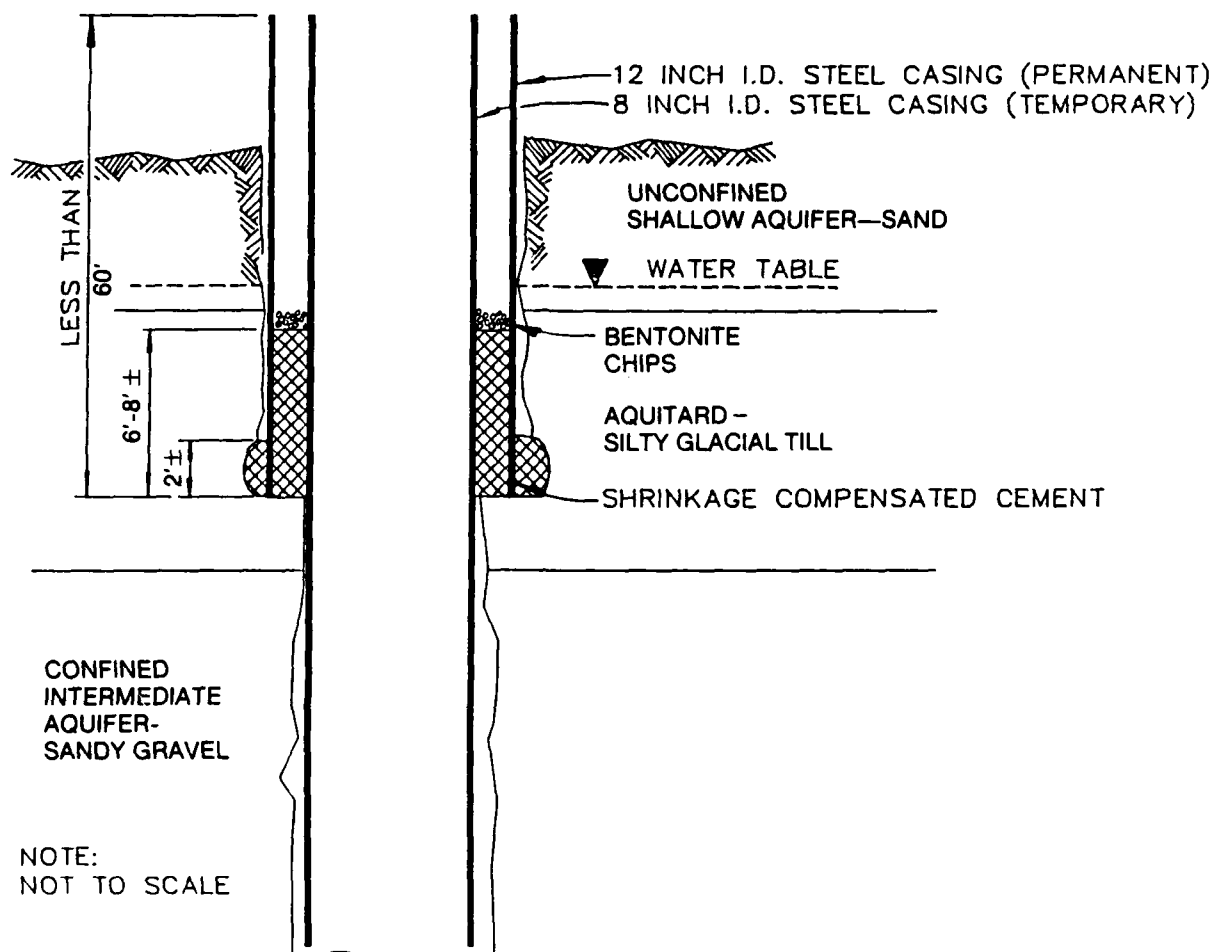 12 INCH I.D. STEEL CASING (PERMANENT)
8 INCH I.D. STEEL CASING (TEMPORARY)
UNCONFINED
SHALLOW AQUIFER—SAND
WATER TABLE
LESS THAN
60'
BENTONITE
CHIPS
6'-8' ±
AQUITARD –
SILTY GLACIAL TILL
2'±
SHRINKAGE COMPENSATED CEMENT
CONFINED
INTERMEDIATE
AQUIFER-
SANDY GRAVEL
NOTE:
NOT TO SCALE